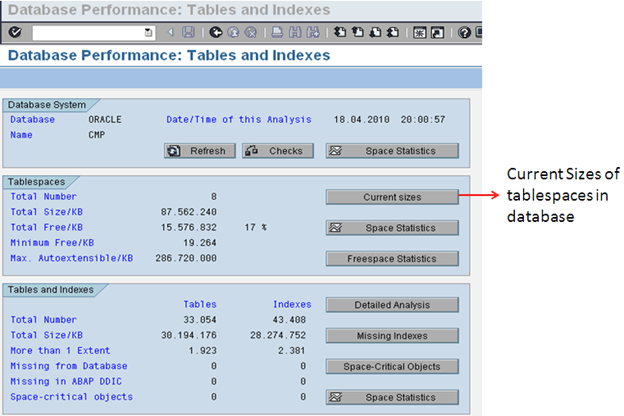 Database Performance: Tables and Indexes
Database Performance: Tables and Indexes
Database System
Database ORACLE Date/Time of this Analysis 18.04.2010 20:00:57
Name CMP
Refresh Checks Space Statistics
Tablespaces
Total Number 8 Current sizes
Total Size/KB 87.562.240
Total Free/KB 15.576.832 17 % Space Statistics
Minimum Free/KB 19.264
Max. Autoextensible/KB 286.720.000 Freespace Statistics
Current Sizes of
tablespaces in
database
Tables and Indexes
Tables Indexes Detailed Analysis
Total Number 33.054 43.408
Total Size/KB 30.194.176 28.274.752 Missing Indexes
More than 1 Extent 1.923 2.381
Missing from Database 0 0 Space-Critical Objects
Missing in ABAP DDIC 0 0
Space-critical objects 0 0 Space Statistics